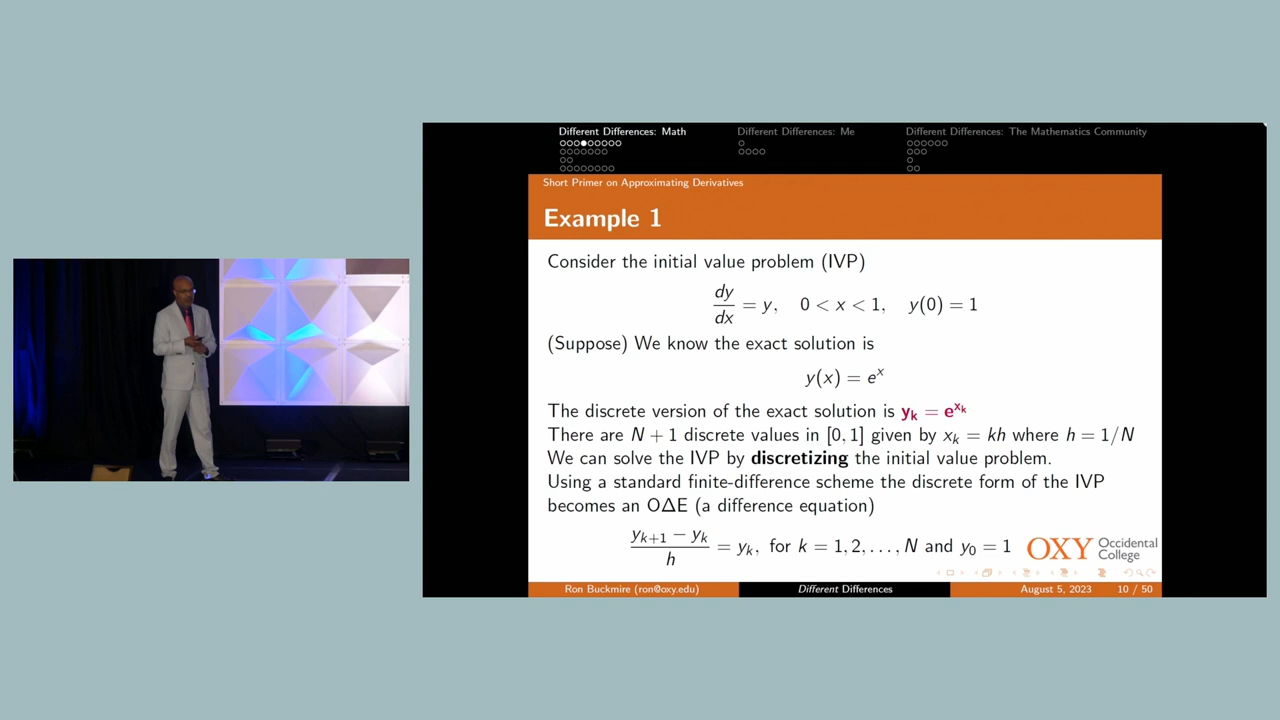 Different Differences: Math
Different Differences: Me
Different Differences: The Mathematics Community
Short Primer on Approximating Derivatives
Example 1
Consider the initial value problem (IVP)
dy/dx = y, 0 < x < 1, y(0) = 1
(Suppose) We know the exact solution is
y(x) = eˣ
The discrete version of the exact solution is y_k = e^{x_k}
There are N + 1 discrete values in [0, 1] given by x_k = kh where h = 1/N
We can solve the IVP by discretizing the initial value problem.
Using a standard finite-difference scheme the discrete form of the IVP
becomes an OΔE (a difference equation)
(y_{k+1} − y_k)/h = y_k, for k = 1, 2, . . . , N and y_0 = 1
OXY Occidental College
Ron Buckmire (ron@oxy.edu)
Different Differences
August 5, 2023
10 / 50